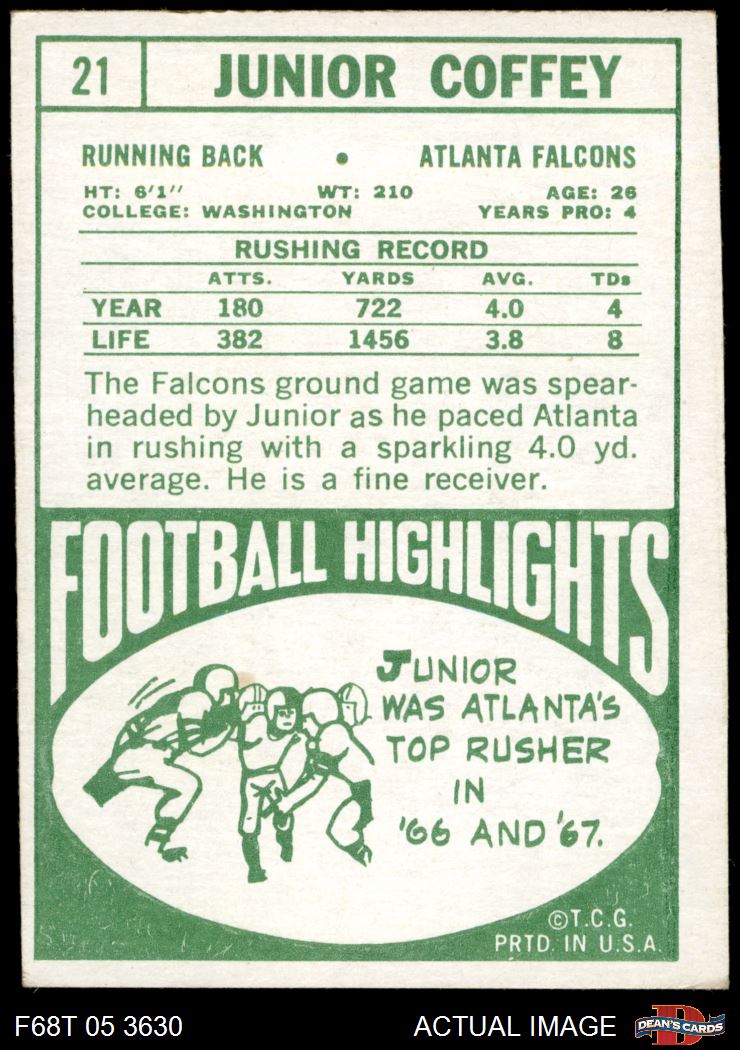 21 JUNIOR COFFEY
RUNNING BACK • ATLANTA FALCONS
HT: 6'1" WT: 210 AGE: 26
COLLEGE: WASHINGTON YEARS PRO: 4
RUSHING RECORD
ATTS. YARDS AVG. TDs
YEAR 180 722 4.0 4
LIFE 382 1456 3.8 8
The Falcons ground game was spear-
headed by Junior as he paced Atlanta
in rushing with a sparkling 4.0 yd.
average. He is a fine receiver.
FOOTBALL HIGHLIGHTS
JUNIOR
WAS ATLANTA'S
TOP RUSHER
IN
'66 AND '67.
©T.C.G.
PRTD. IN U.S.A.
F68T 05 3630 ACTUAL IMAGE D DEAN'S CARDS